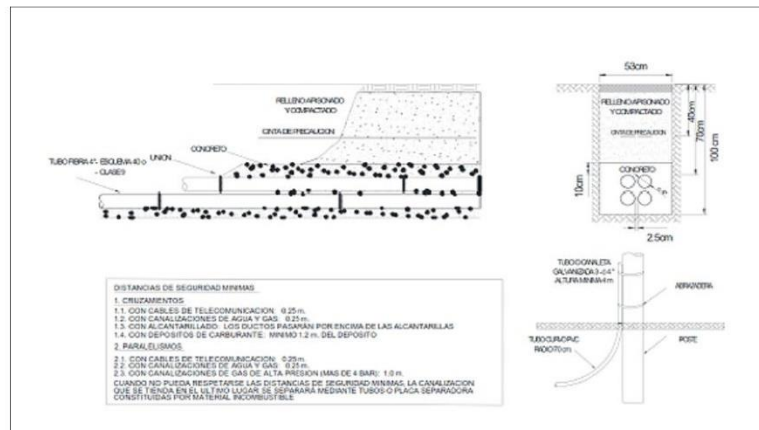 RELLENO APISONADO
Y COMPACTADO
CINTA DE PRECAUCION
CONCRETO
UNION
TUBO FIBRIA 4"- ESQUEMA 40 o
- CLASE 9
53cm
RELLENO APISONADO
Y COMPACTADO
CINTA DE PRECAUCION
CONCRETO
40cm
70cm
100 cm
10cm
2.5cm
TUBO O CANALETA
GALVANIZADA 3 -ó 4"
ALTURA MINIMA 4 m
ABRAZADERA
TUBO CURVO PVC
RADIO 70 cm
POSTE
DISTANCIAS DE SEGURIDAD MINIMAS
1. CRUZAMIENTOS
1.1. CON CABLES DE TELECOMUNICACION: 0.25 m.
1.2. CON CANALIZACIONES DE AGUA Y GAS: 0.25 m.
1.3. CON ALCANTARILLADO: LOS DUCTOS PASARÁN POR ENCIMA DE LAS ALCANTARILLAS
1.4. CON DEPOSITOS DE CARBURANTE: MINIMO 1.2 m. DEL DEPOSITO
2. PARALELISMOS
2.1. CON CABLES DE TELECOMUNICACION: 0.25 m.
2.2. CON CANALIZACIONES DE AGUA Y GAS: 0.25 m.
2.3. CON CANALIZACIONES DE GAS DE ALTA PRESION (MAS DE 4 BAR): 1.0 m.
CUANDO NO PUEDA RESPETARSE LAS DISTANCIAS DE SEGURIDAD MINIMAS, LA CANALIZACION
QUE SE TIENDA EN EL ULTIMO LUGAR SE SEPARARÁ MEDIANTE TUBOS O PLACA SEPARADORA
CONSTITUIDAS POR MATERIAL INCOMBUSTIBLE